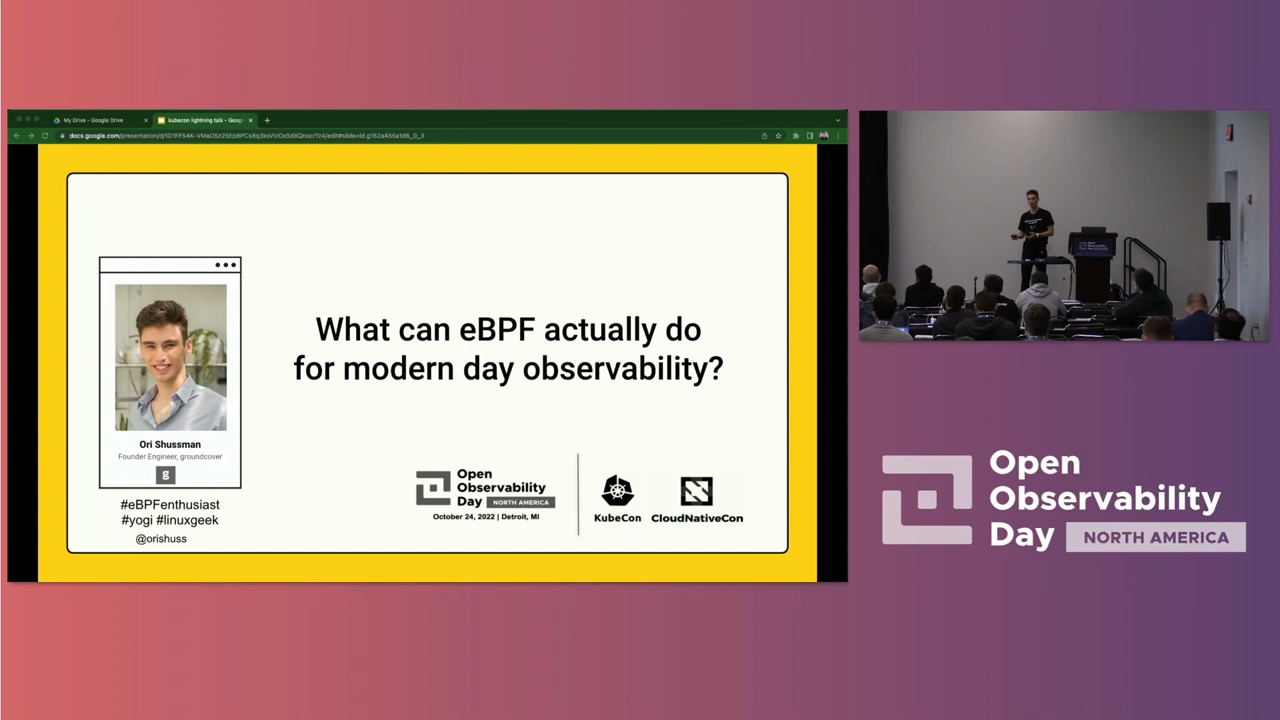 My Drive - Google Drive
kubecon lightning talk - Goog
What can eBPF actually do
for modern day observability?
Ori Shussman
Founder Engineer, groundcover
g
#eBPFenthusiast
#yogi #linuxgeek
@orishuss
Open
Observability
Day NORTH AMERICA
October 24, 2022 | Detroit, MI
KubeCon
CloudNativeCon
Open
Observability
Day
NORTH AMERICA